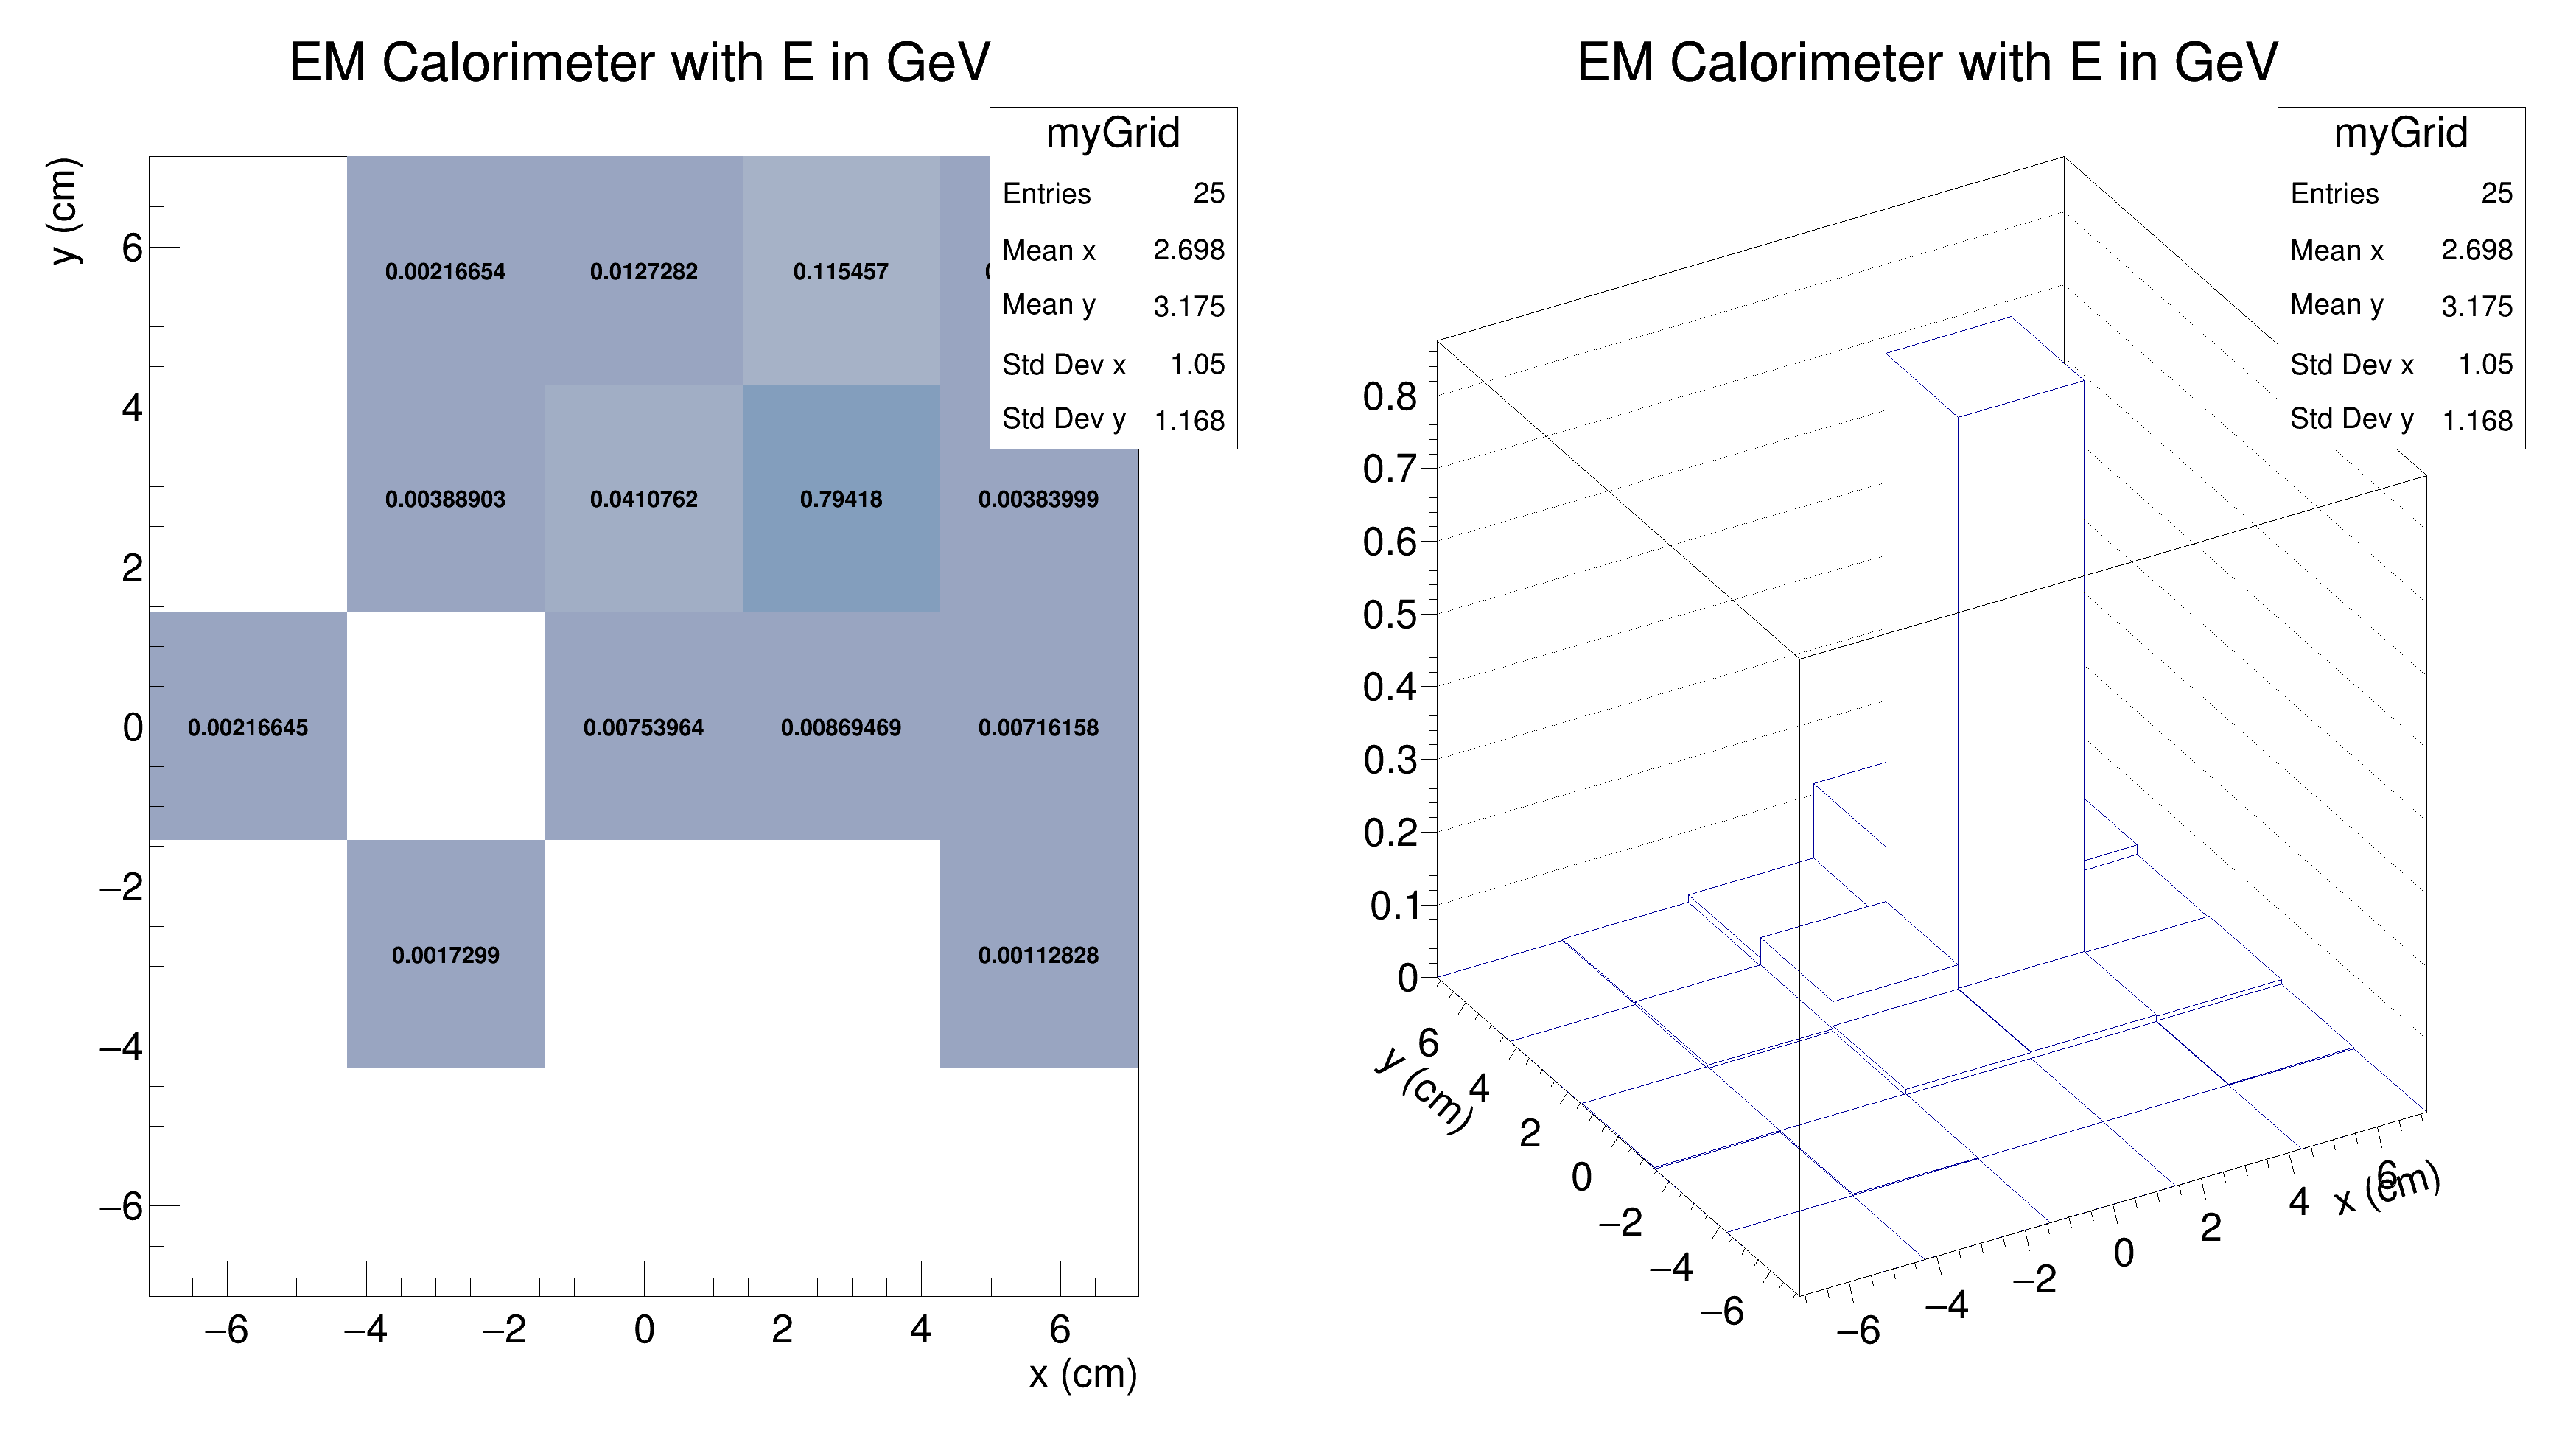 EM Calorimeter with E in GeV
myGrid
Entries 25
Mean x 2.698
Mean y 3.175
Std Dev x 1.05
Std Dev y 1.168
y (cm)
6
4
2
0
−2
−4
−6
0.00216654 0.0127282 0.115457
0.00388903 0.0410762 0.79418 0.00383999
0.00216645 0.00753964 0.00869469 0.00716158
0.0017299 0.00112828
−6 −4 −2 0 2 4 6
x (cm)
EM Calorimeter with E in GeV
myGrid
Entries 25
Mean x 2.698
Mean y 3.175
Std Dev x 1.05
Std Dev y 1.168
0.8
0.7
0.6
0.5
0.4
0.3
0.2
0.1
0
6
4
2
0
−2
−4
−6
y (cm)
−6
−4
−2
0
2
4
6
x (cm)